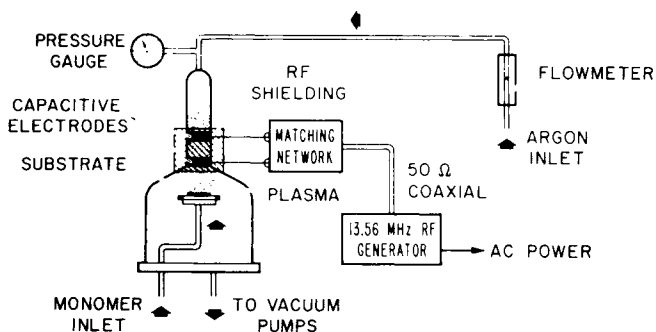 PRESSURE
GAUGE
RF
SHIELDING
FLOWMETER
CAPACITIVE
ELECTRODES
SUBSTRATE
MATCHING
NETWORK
ARGON
INLET
PLASMA
50 Ω
COAXIAL
13.56 MHz RF
GENERATOR
AC POWER
MONOMER
INLET
TO VACUUM
PUMPS